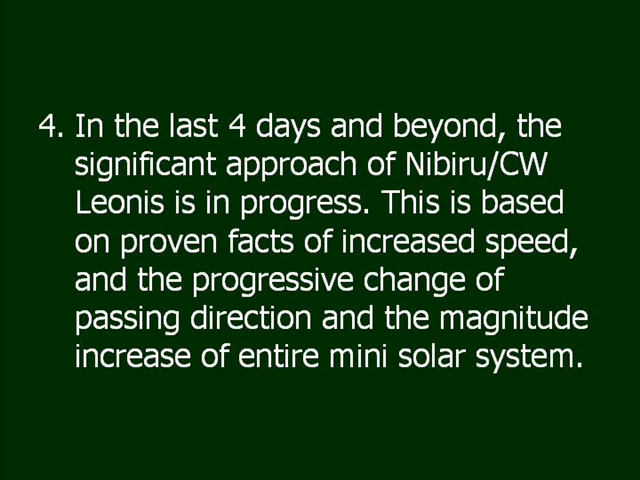 4. In the last 4 days and beyond, the
significant approach of Nibiru/CW
Leonis is in progress. This is based
on proven facts of increased speed,
and the progressive change of
passing direction and the magnitude
increase of entire mini solar system.